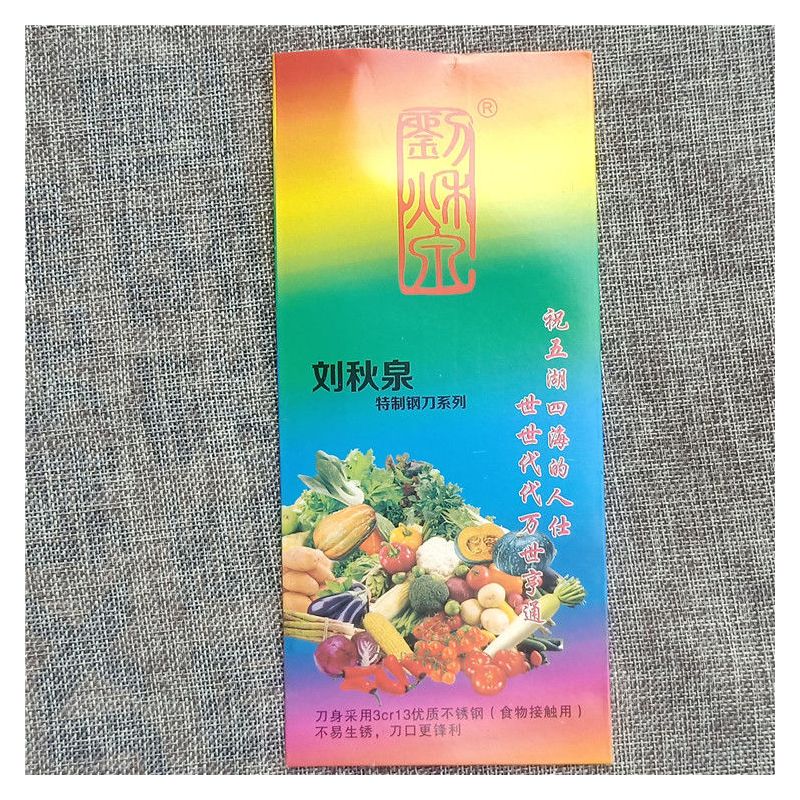 劉秋泉®
刘秋泉
特制钢刀系列
祝五湖四海的人仕
世世代代万世亨通
刀身采用3cr13优质不锈钢（食物接触用）
不易生锈，刀口更锋利